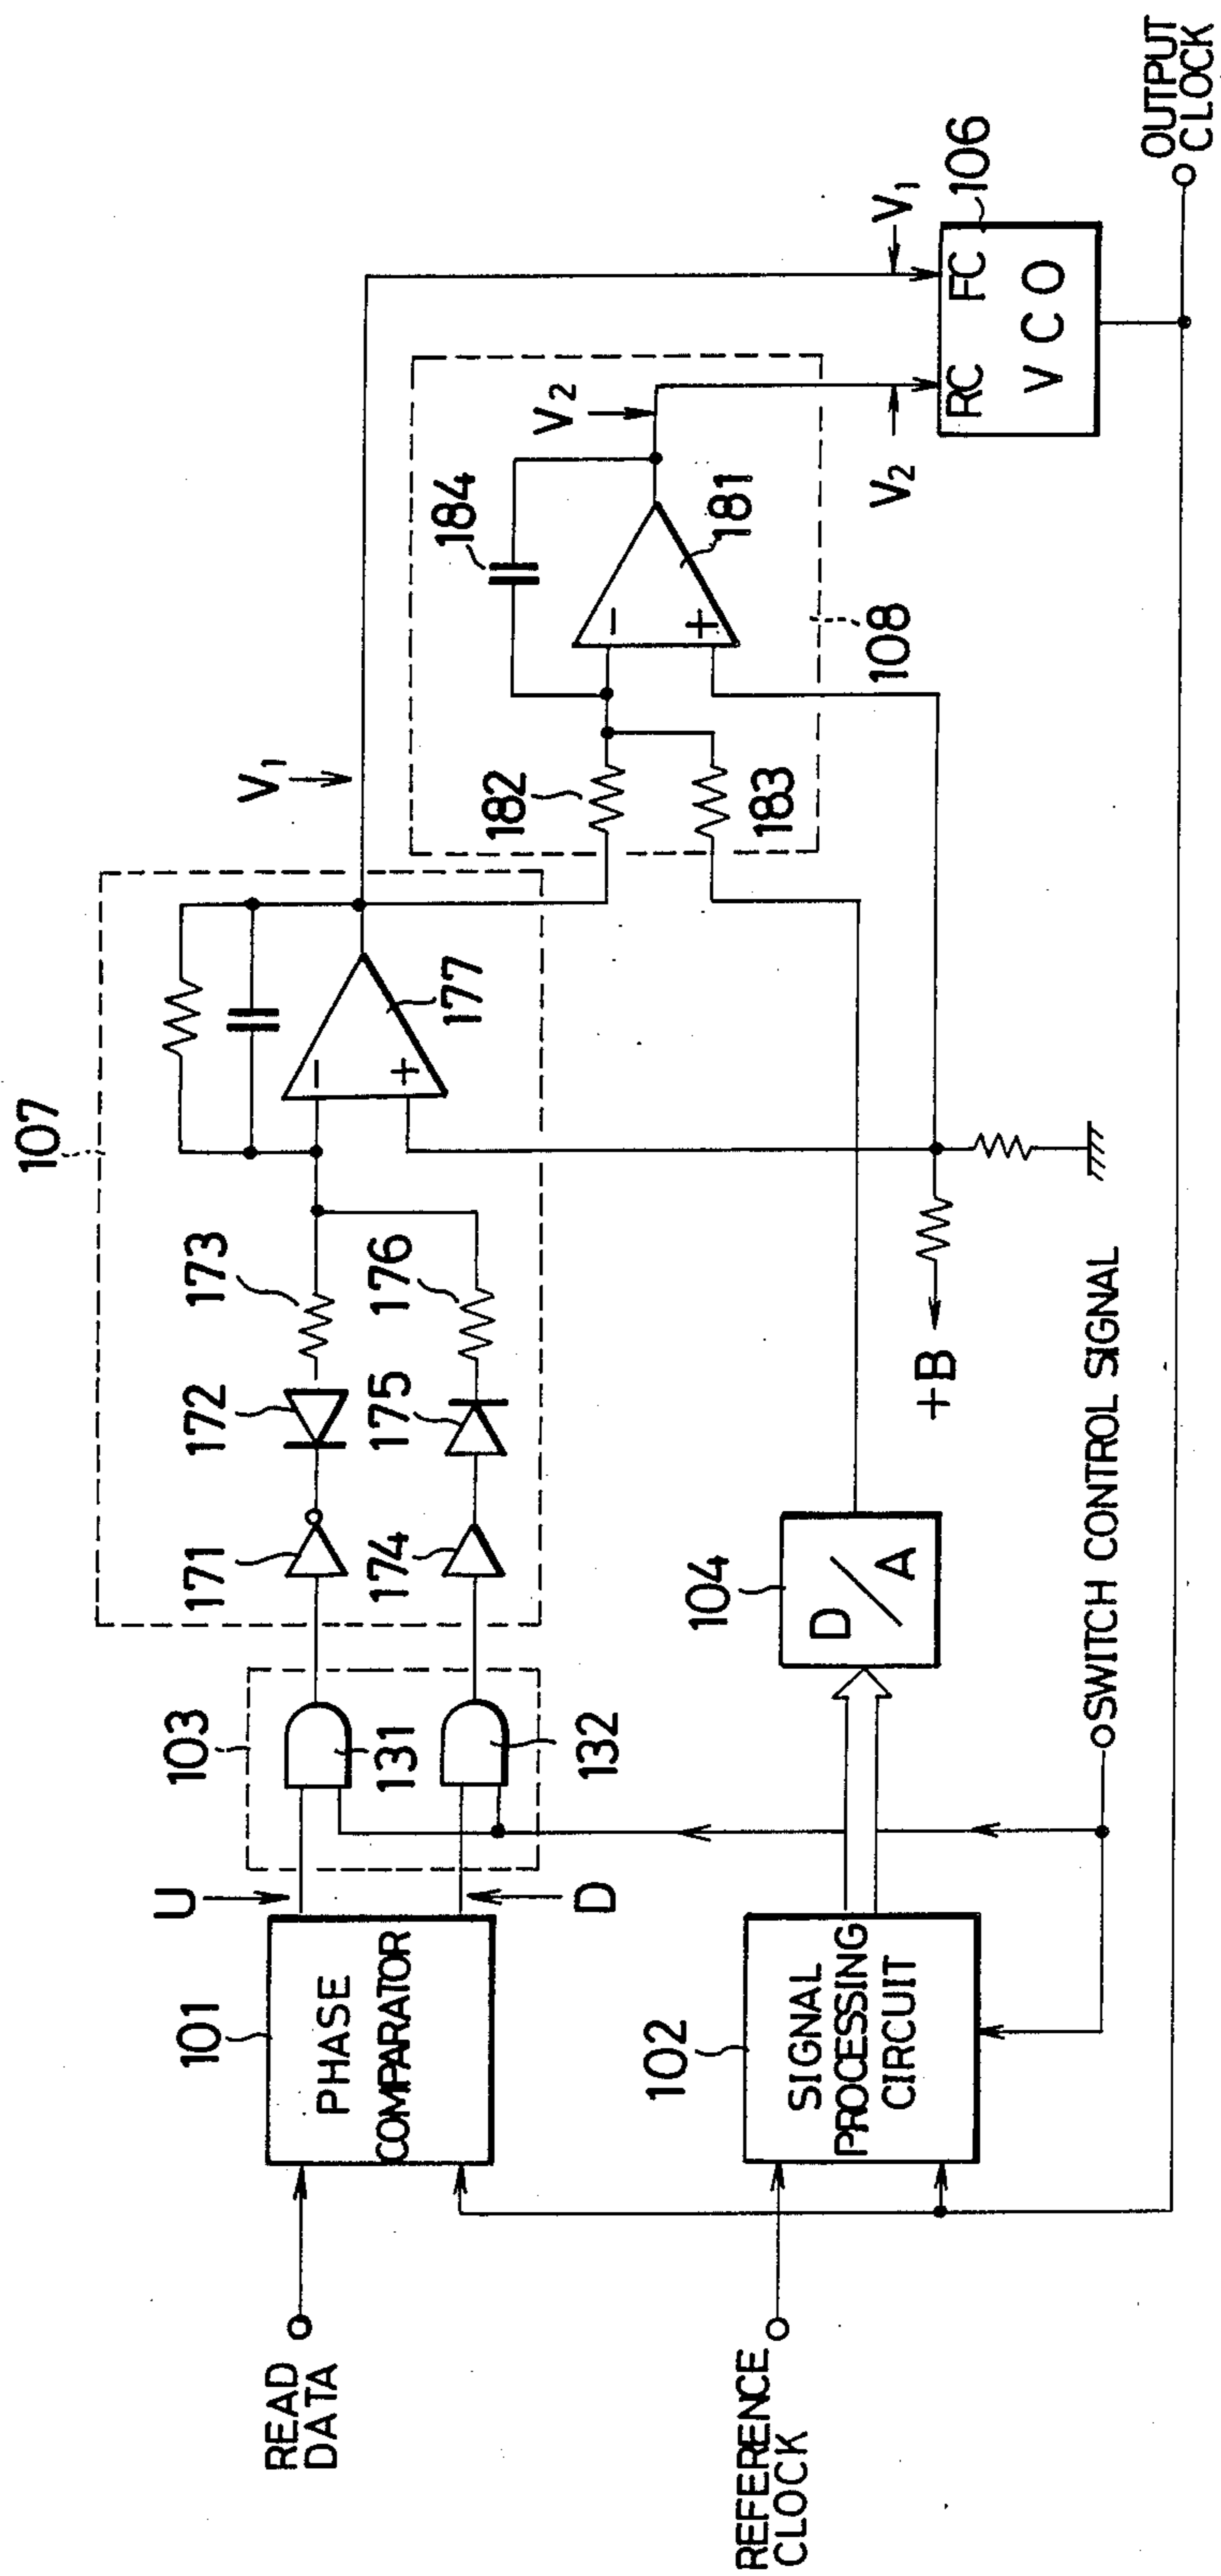 107
103
101
READ
DATA
U
D
PHASE
COMPARATOR
131
132
171
172
173
174
175
176
−
+
177
V1
108
182
183
184
−
+
181
V2
V1
V2
RC
FC
VCO
106
REFERENCE
CLOCK
102
SIGNAL
PROCESSING
CIRCUIT
104
D/A
+B
SWITCH CONTROL SIGNAL
OUTPUT
CLOCK